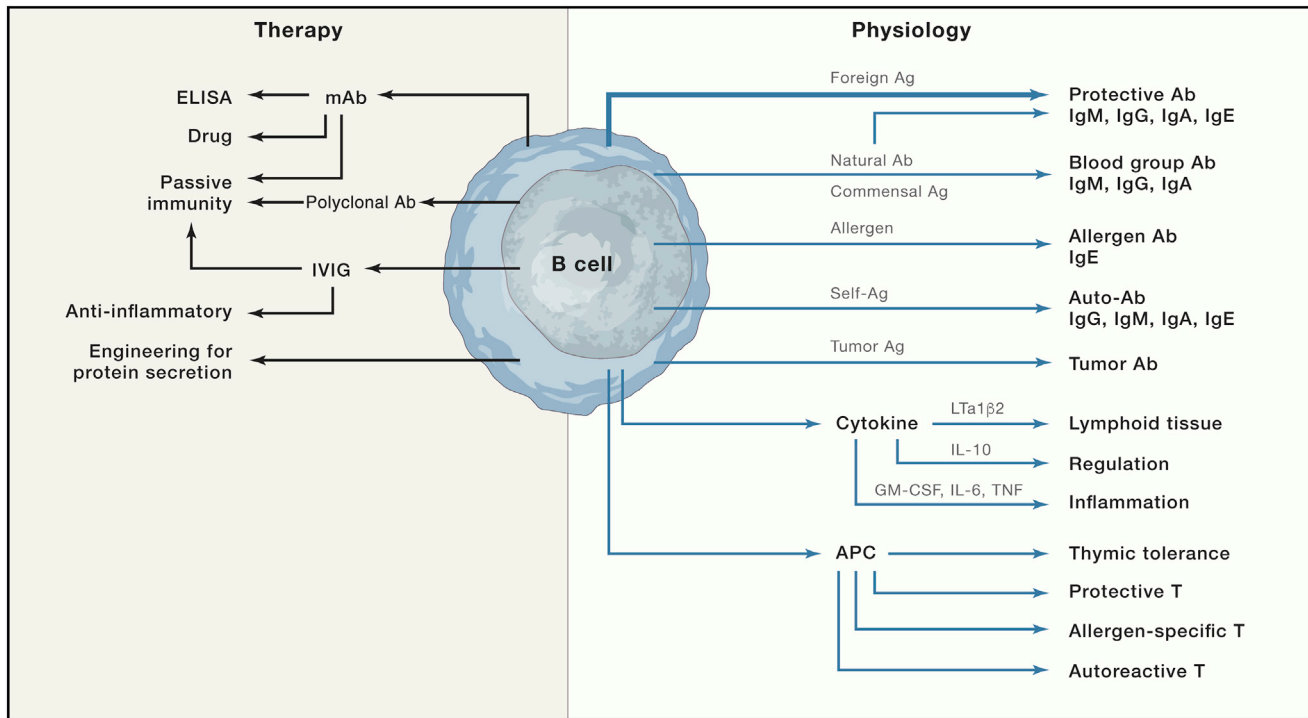 Therapy
ELISA
mAb
Drug
Passive
immunity
Polyclonal Ab
IVIG
Anti-inflammatory
Engineering for
protein secretion
B cell
Physiology
Foreign Ag
Protective Ab
IgM, IgG, IgA, IgE
Natural Ab
Commensal Ag
Blood group Ab
IgM, IgG, IgA
Allergen
Allergen Ab
IgE
Self-Ag
Auto-Ab
IgG, IgM, IgA, IgE
Tumor Ag
Tumor Ab
Cytokine
LTa1β2
Lymphoid tissue
IL-10
Regulation
GM-CSF, IL-6, TNF
Inflammation
APC
Thymic tolerance
Protective T
Allergen-specific T
Autoreactive T